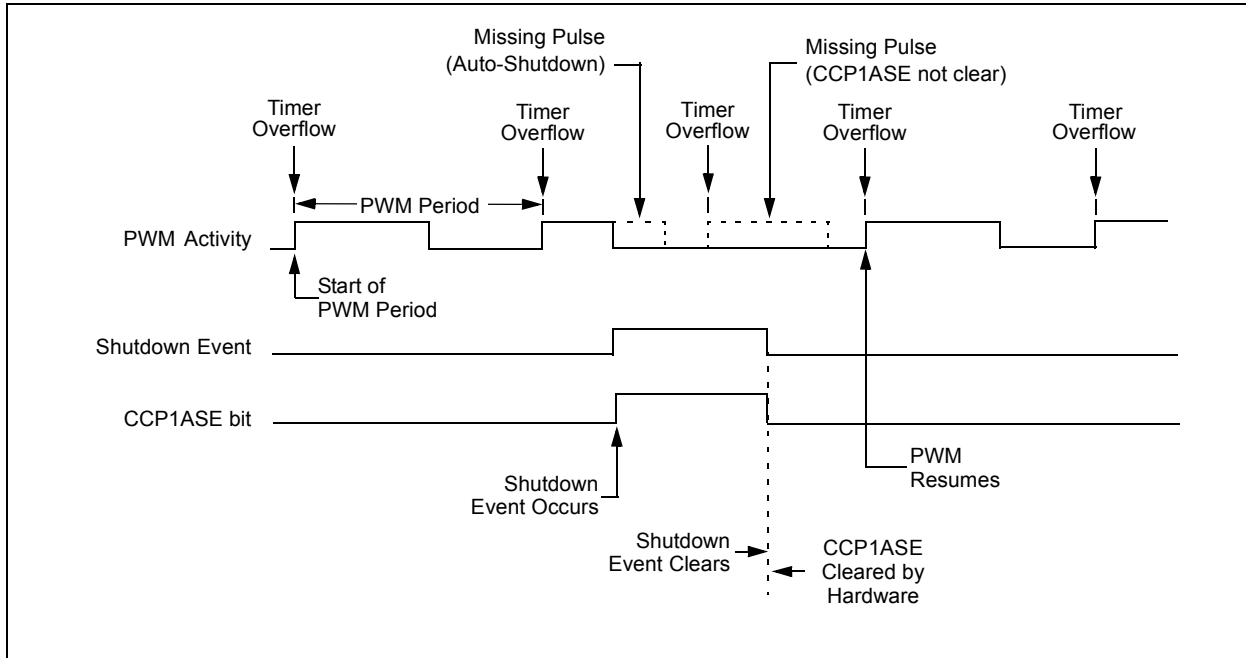 Missing Pulse
(Auto-Shutdown)
Missing Pulse
(CCP1ASE not clear)
Timer
Overflow
Timer
Overflow
Timer
Overflow
Timer
Overflow
Timer
Overflow
PWM Period
PWM Activity
Start of
PWM Period
Shutdown Event
CCP1ASE bit
Shutdown
Event Occurs
PWM
Resumes
Shutdown
Event Clears
CCP1ASE
Cleared by
Hardware